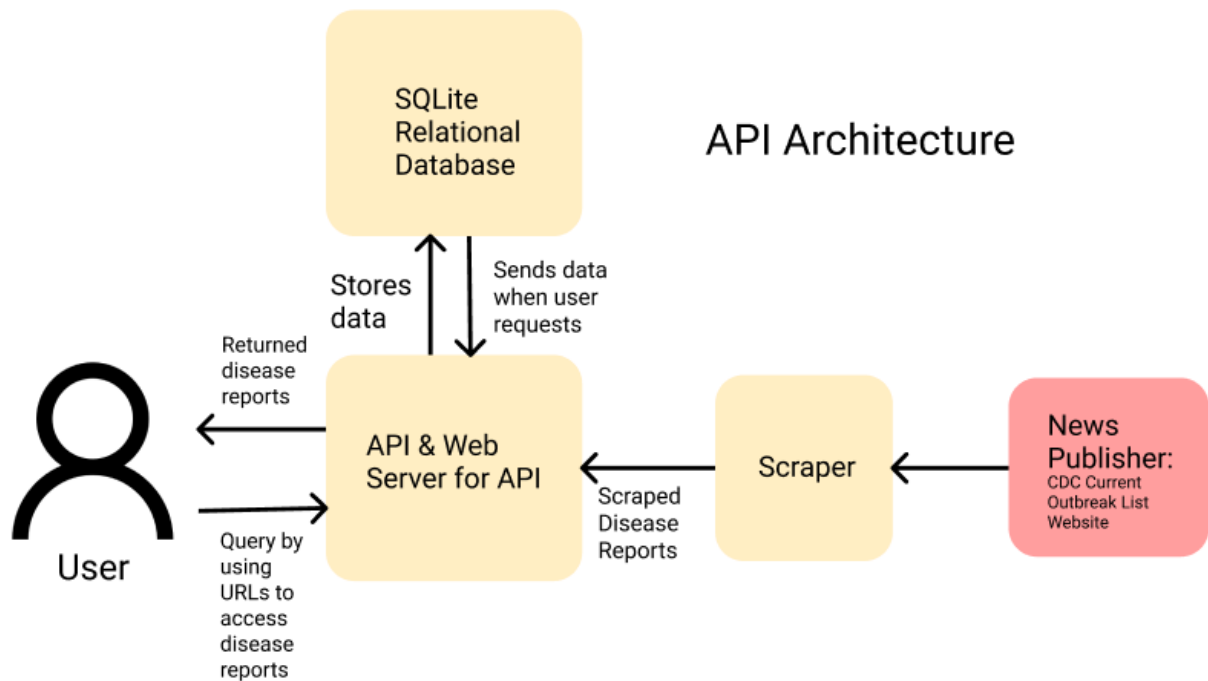 SQLite
Relational
Database
API Architecture
Stores
data
Sends data
when user
requests
Returned
disease
reports
User
Query by
using
URLs to
access
disease
reports
API & Web
Server for API
Scraped
Disease
Reports
Scraper
News
Publisher:
CDC Current
Outbreak List
Website